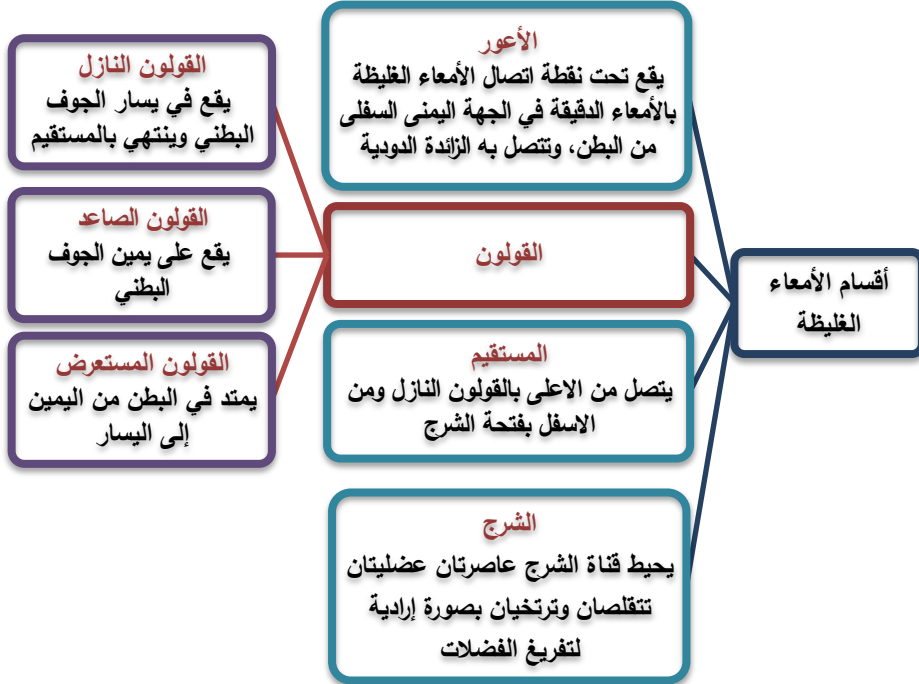 أقسام الأمعاء
الغليظة
الأعور
يقع تحت نقطة اتصال الأمعاء الغليظة
بالأمعاء الدقيقة في الجهة اليمنى السفلى
من البطن، وتتصل به الزائدة الدودية
القولون
القولون النازل
يقع في يسار الجوف
البطني وينتهي بالمستقيم
القولون الصاعد
يقع على يمين الجوف
البطني
القولون المستعرض
يمتد في البطن من اليمين
إلى اليسار
المستقيم
يتصل من الاعلى بالقولون النازل ومن
الاسفل بفتحة الشرج
الشرج
يحيط قناة الشرج عاصرتان عضليتان
تتقلصان وترتخيان بصورة إرادية
لتفريغ الفضلات